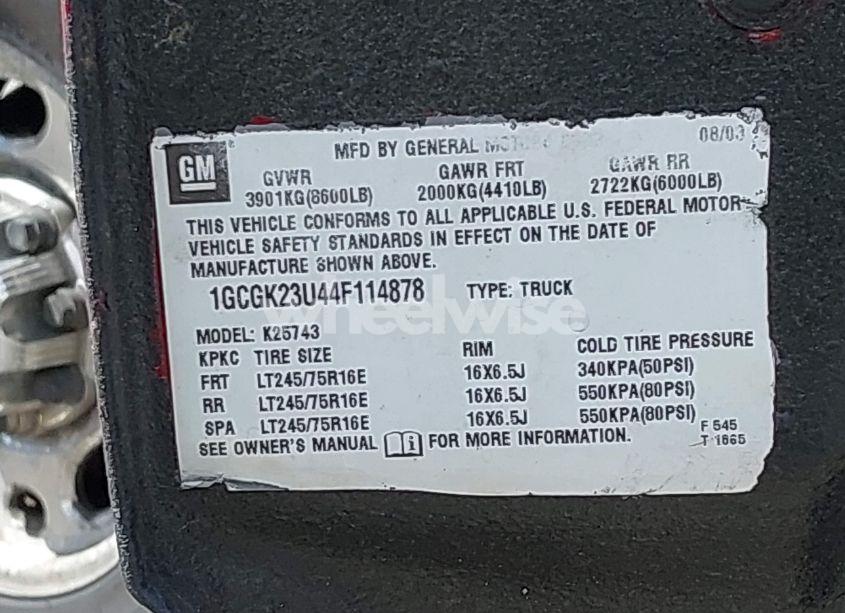 GM
MFD BY GENERAL MOTORS 08/03
GVWR GAWR FRT GAWR RR
3901KG(8600LB) 2000KG(4410LB) 2722KG(6000LB)
THIS VEHICLE CONFORMS TO ALL APPLICABLE U.S. FEDERAL MOTOR
VEHICLE SAFETY STANDARDS IN EFFECT ON THE DATE OF
MANUFACTURE SHOWN ABOVE.
1GCGK23U44F114878 TYPE: TRUCK
wheelwise
MODEL: K25743
KPKC TIRE SIZE RIM COLD TIRE PRESSURE
FRT LT245/75R16E 16X6.5J 340KPA(50PSI)
RR LT245/75R16E 16X6.5J 550KPA(80PSI)
SPA LT245/75R16E 16X6.5J 550KPA(80PSI)
SEE OWNER'S MANUAL FOR MORE INFORMATION.
F 545
T 1665